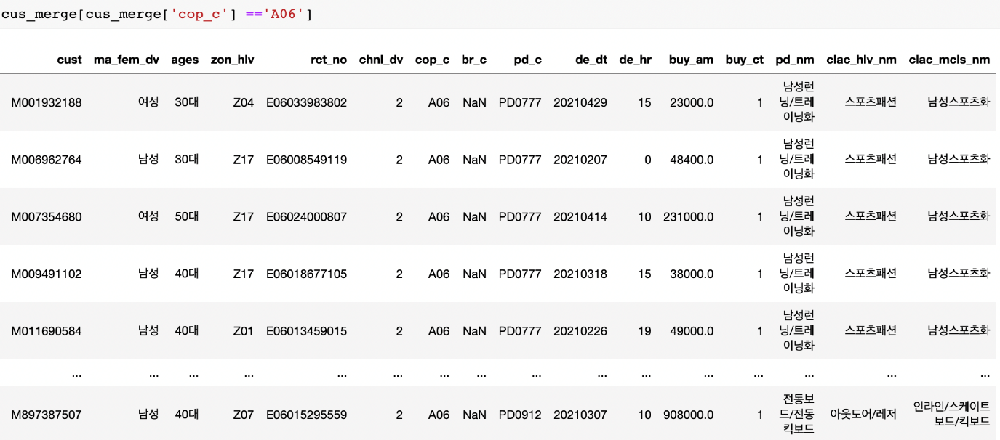 cus_merge[cus_merge['cop_c'] =='A06']
cust ma_fem_dv ages zon_hlv rct_no chnl_dv cop_c br_c pd_c de_dt de_hr buy_am buy_ct pd_nm clac_hlv_nm clac_mcls_nm
M001932188 여성 30대 Z04 E06033983802 2 A06 NaN PD0777 20210429 15 23000.0 1 남성런
닝/트레
이닝화 스포츠패션 남성스포츠화
M006962764 남성 30대 Z17 E06008549119 2 A06 NaN PD0777 20210207 0 48400.0 1 남성런
닝/트레
이닝화 스포츠패션 남성스포츠화
M007354680 여성 50대 Z17 E06024000807 2 A06 NaN PD0777 20210414 10 231000.0 1 남성런
닝/트레
이닝화 스포츠패션 남성스포츠화
M009491102 남성 40대 Z17 E06018677105 2 A06 NaN PD0777 20210318 15 38000.0 1 남성런
닝/트레
이닝화 스포츠패션 남성스포츠화
M011690584 남성 40대 Z01 E06013459015 2 A06 NaN PD0777 20210226 19 49000.0 1 남성런
닝/트레
이닝화 스포츠패션 남성스포츠화
... ... ... ... ... ... ... ... ... ... ... ... ... ... ... ...
M897387507 남성 40대 Z07 E06015295559 2 A06 NaN PD0912 20210307 10 908000.0 1 전동보
드/전동
킥보드 아웃도어/레저 인라인/스케이트
보드/킥보드